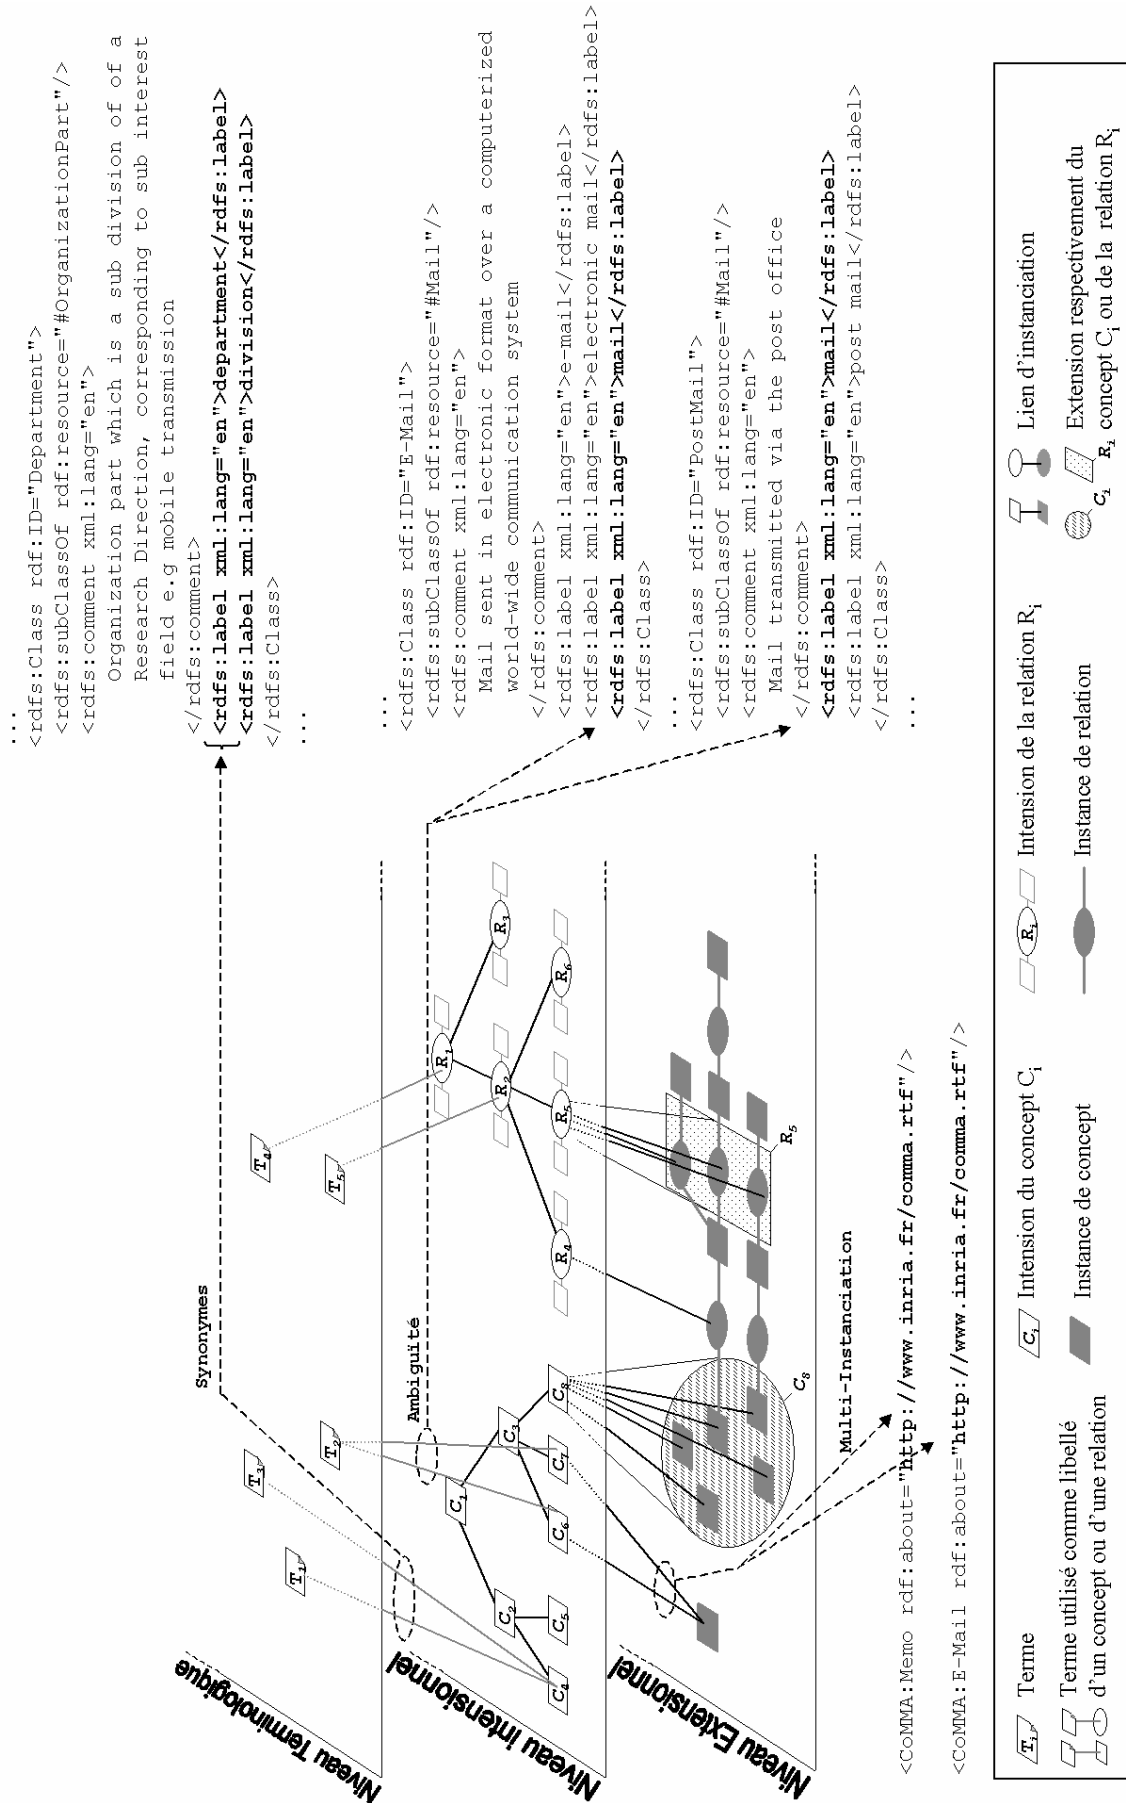 ...
<rdfs:Class rdf:ID="Department">
<rdfs:subClassOf rdf:resource="#OrganizationPart"/>
<rdfs:comment xml:lang="en">
Organization part which is a sub division of of a
Research Direction, corresponding to sub interest
field e.g mobile transmission
</rdfs:comment>
<rdfs:label xml:lang="en">department</rdfs:label>
<rdfs:label xml:lang="en">division</rdfs:label>
</rdfs:Class>
...
<rdfs:Class rdf:ID="E-Mail">
<rdfs:subClassOf rdf:resource="#Mail"/>
<rdfs:comment xml:lang="en">
Mail sent in electronic format over a computerized
world-wide communication system
</rdfs:comment>
<rdfs:label xml:lang="en">e-mail</rdfs:label>
<rdfs:label xml:lang="en">electronic mail</rdfs:label>
<rdfs:label xml:lang="en">mail</rdfs:label>
</rdfs:Class>
...
<rdfs:Class rdf:ID="PostMail">
<rdfs:subClassOf rdf:resource="#Mail"/>
<rdfs:comment xml:lang="en">
Mail transmitted via the post office
</rdfs:comment>
<rdfs:label xml:lang="en">mail</rdfs:label>
<rdfs:label xml:lang="en">post mail</rdfs:label>
</rdfs:Class>
...
Niveau Terminologique
Synonymes
T1
T3
T2
T4
T5
Niveau Intensionnel
Ambiguïté
C1
C2
C3
C4
C5
C6
C7
C8
R1
R2
R3
R4
R5
R6
Niveau Extensionnel
C8
R5
Multi-Instanciation
<CoMMA:Memo rdf:about="http://www.inria.fr/comma.rtf"/>
<CoMMA:E-Mail rdf:about="http://www.inria.fr/comma.rtf"/>
Ti Terme
Terme utilisé comme libellé
d'un concept ou d'une relation
Ci Intension du concept Ci
Instance de concept
Ri Intension de la relation Ri
Instance de relation
Lien d'instanciation
Ci Ri Extension respectivement du
concept Ci ou de la relation Ri